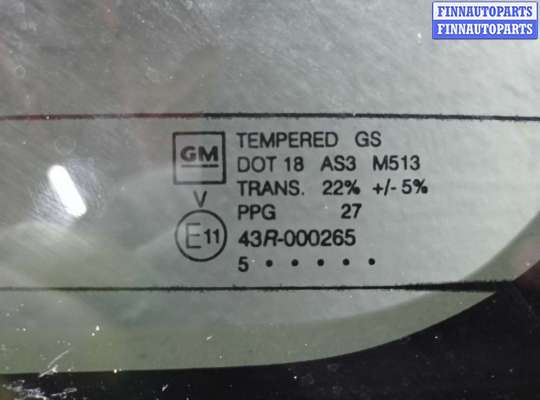 FINNAUTOPARTS
FINNAUTOPARTS
GM TEMPERED GS
DOT 18 AS3 M513
V TRANS. 22% +/- 5%
PPG 27
E11 43R-000265
5 • • • • •